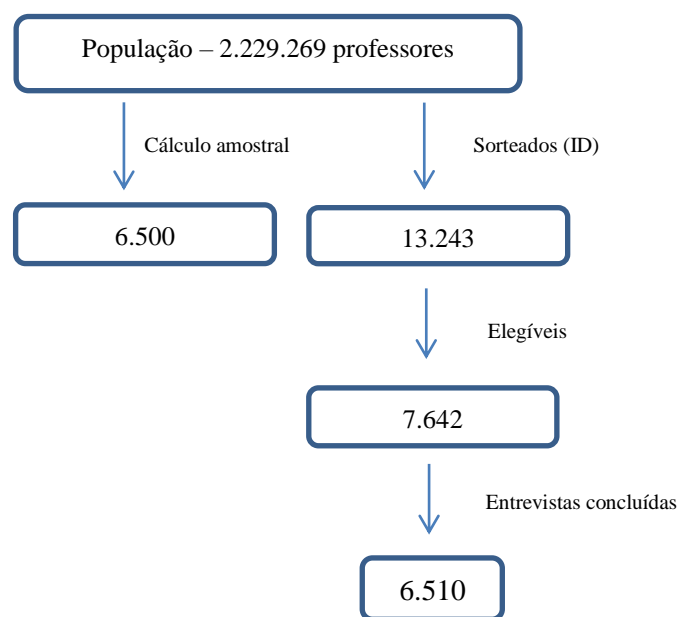 População – 2.229.269 professores
Cálculo amostral
Sorteados (ID)
6.500
13.243
Elegíveis
7.642
Entrevistas concluídas
6.510